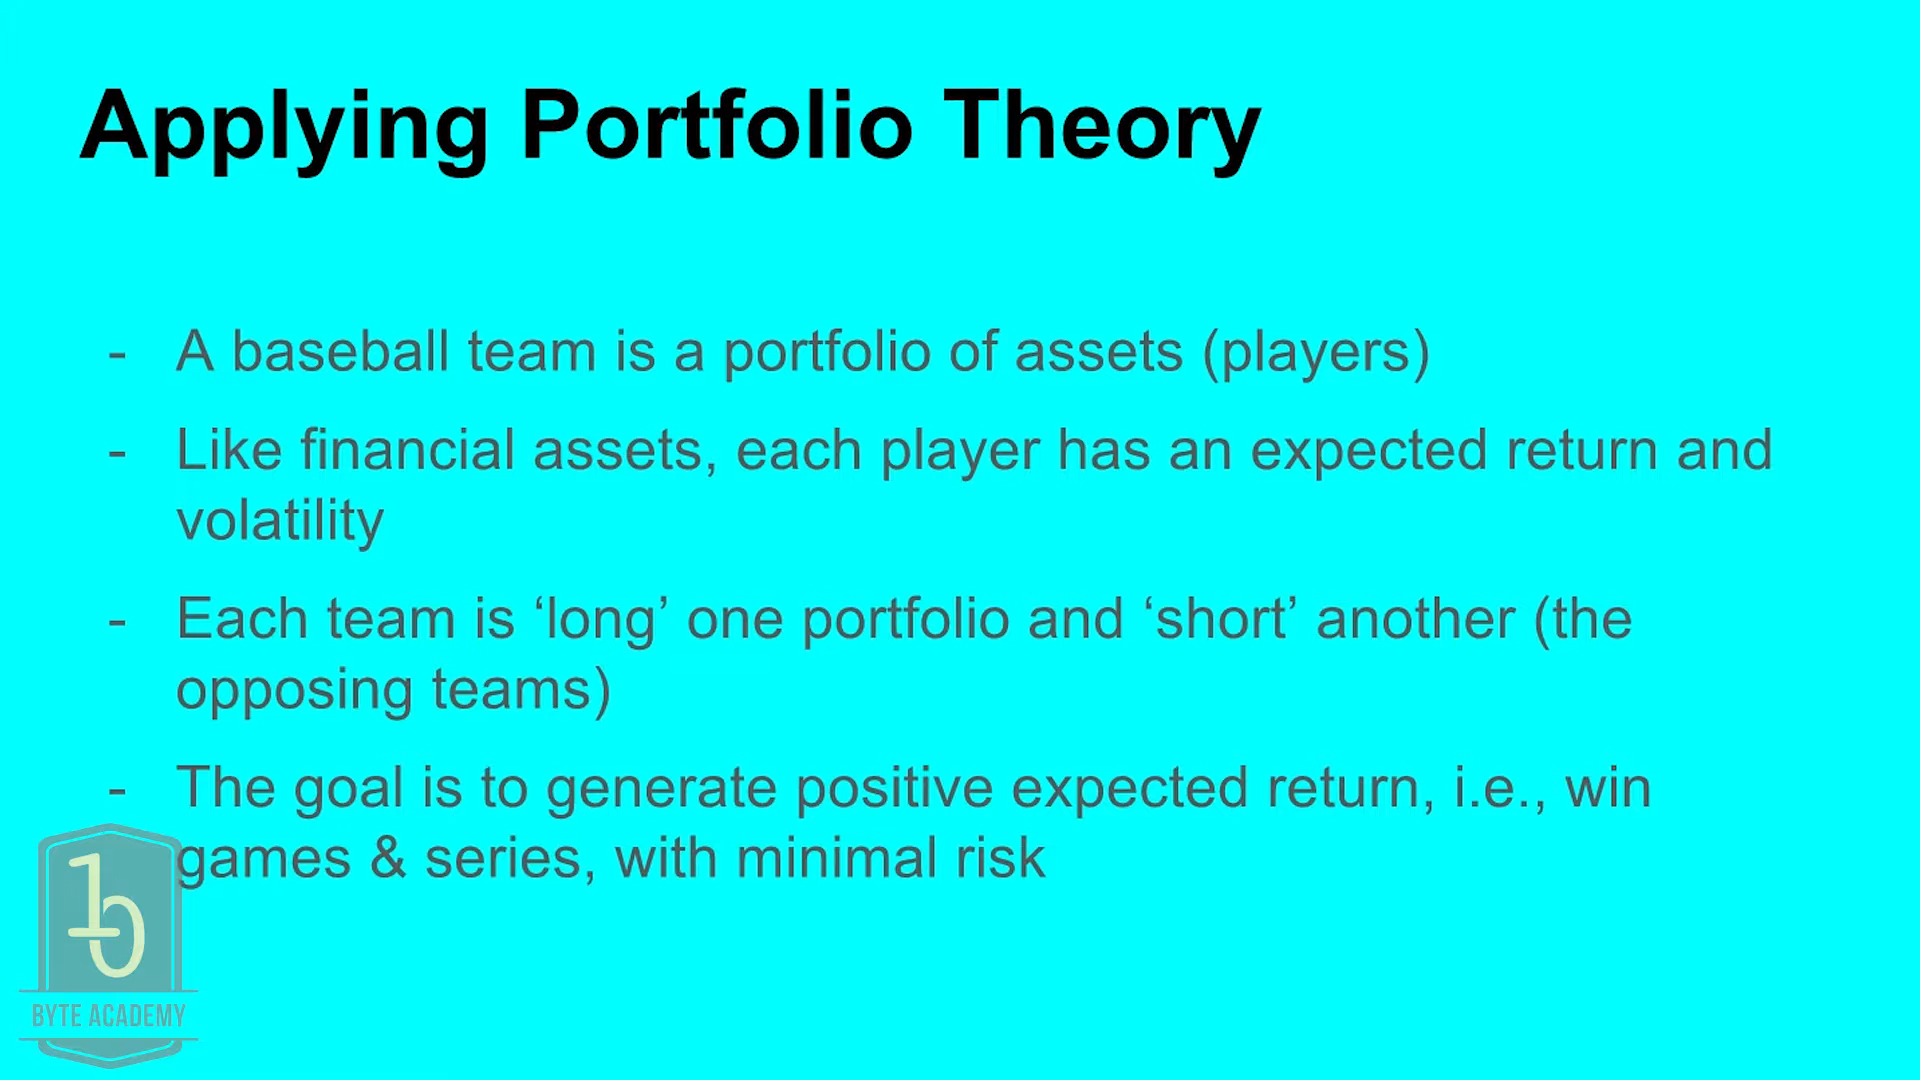 Applying Portfolio Theory
- A baseball team is a portfolio of assets (players)
- Like financial assets, each player has an expected return and
volatility
- Each team is ‘long’ one portfolio and ‘short’ another (the
opposing teams)
- The goal is to generate positive expected return, i.e., win
games & series, with minimal risk
10
BYTE ACADEMY